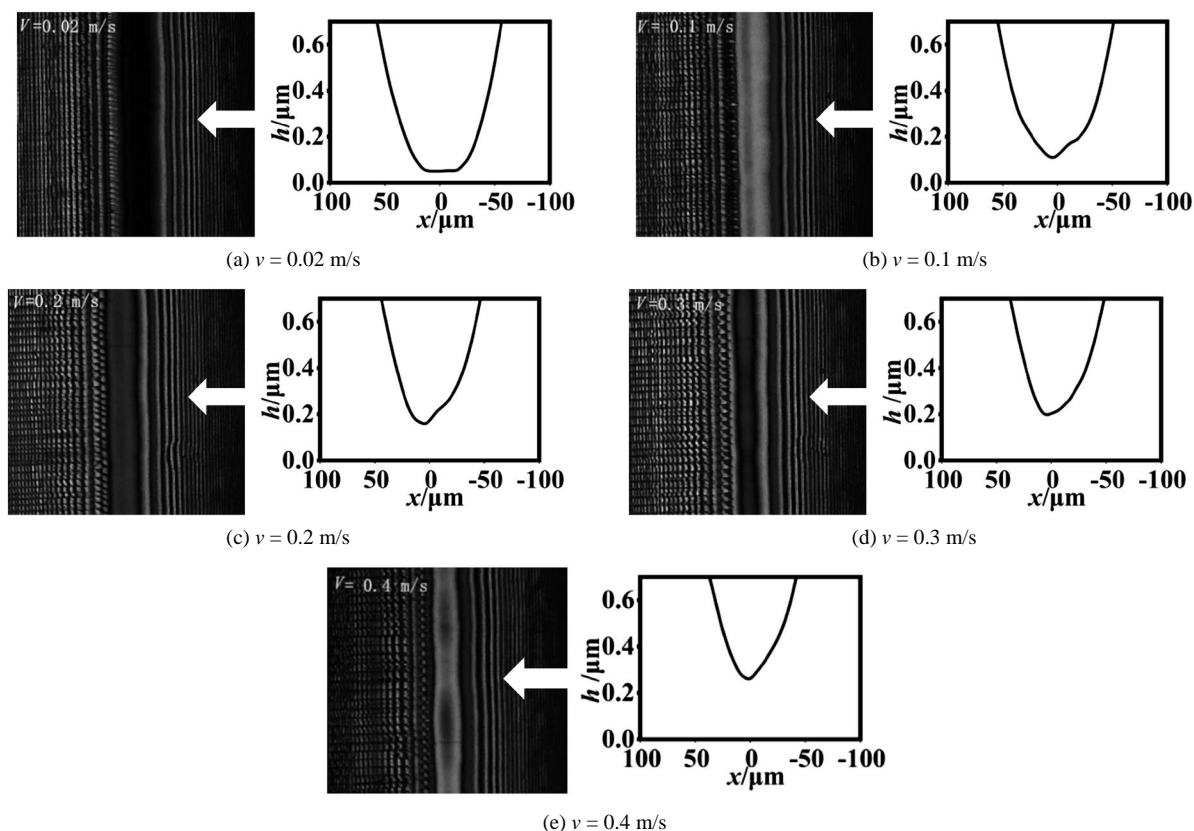 V=0.02 m/s
h/μm
0.6
0.4
0.2
0.0
100 50 0 -50 -100
x/μm
(a) v = 0.02 m/s
V = 0.1 m/s
h/μm
0.6
0.4
0.2
0.0
100 50 0 -50 -100
x/μm
(b) v = 0.1 m/s
V=0.2 m/s
h/μm
0.6
0.4
0.2
0.0
100 50 0 -50 -100
x/μm
(c) v = 0.2 m/s
V=0.3 m/s
h/μm
0.6
0.4
0.2
0.0
100 50 0 -50 -100
x/μm
(d) v = 0.3 m/s
V= 0.4 m/s
h /μm
0.6
0.4
0.2
0.0
100 50 0 -50 -100
x/μm
(e) v = 0.4 m/s